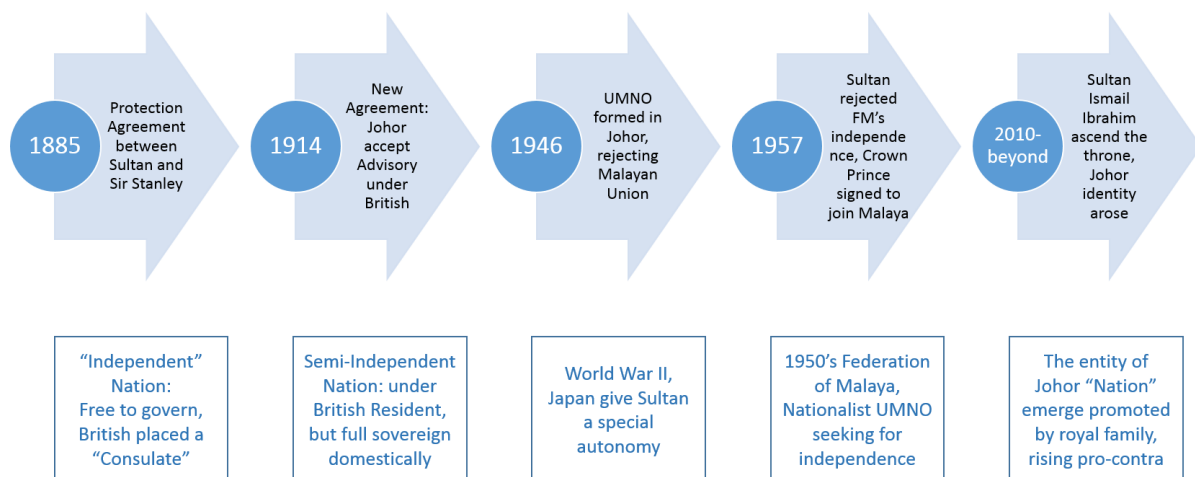 1885
Protection
Agreement
between
Sultan and
Sir Stanley
1914
New
Agreement:
Johor
accept
Advisory
under
British
1946
UMNO
formed in
Johor,
rejecting
Malayan
Union
1957
Sultan
rejected
FM's
independe
nce, Crown
Prince
signed to
join Malaya
2010-
beyond
Sultan
Ismail
Ibrahim
ascend the
throne,
Johor
identity
arose
“Independent”
Nation:
Free to govern,
British placed a
“Consulate”
Semi-Independent
Nation: under
British Resident,
but full sovereign
domestically
World War II,
Japan give Sultan
a special
autonomy
1950's Federation
of Malaya,
Nationalist UMNO
seeking for
independence
The entity of
Johor “Nation”
emerge promoted
by royal family,
rising pro-contra